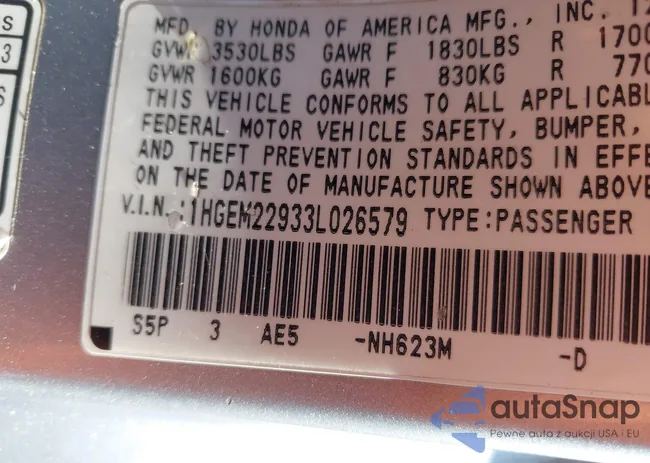 S
3
S
MFD. BY HONDA OF AMERICA MFG., INC. 12
GVWR 3530LBS GAWR F 1830LBS R 1700
GVWR 1600KG GAWR F 830KG R 770
THIS VEHICLE CONFORMS TO ALL APPLICABL
FEDERAL MOTOR VEHICLE SAFETY, BUMPER,
AND THEFT PREVENTION STANDARDS IN EFFE
ON THE DATE OF MANUFACTURE SHOWN ABOVE
V.I.N.:1HGEM22933L026579 TYPE:PASSENGER
S5P 3 AE5 -NH623M -D
autaSnap
Pewne auta z aukcji USA i EU